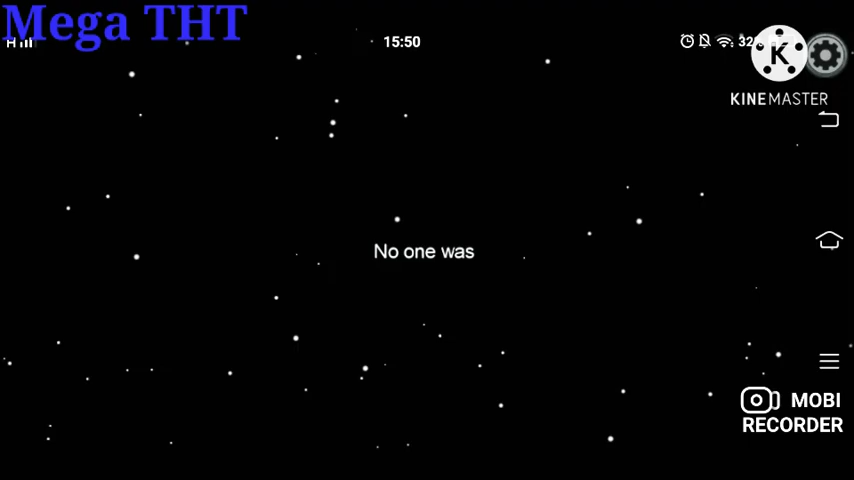 Mega THT
H
15:50
K
KINEMASTER
No one was
MOBI
RECORDER